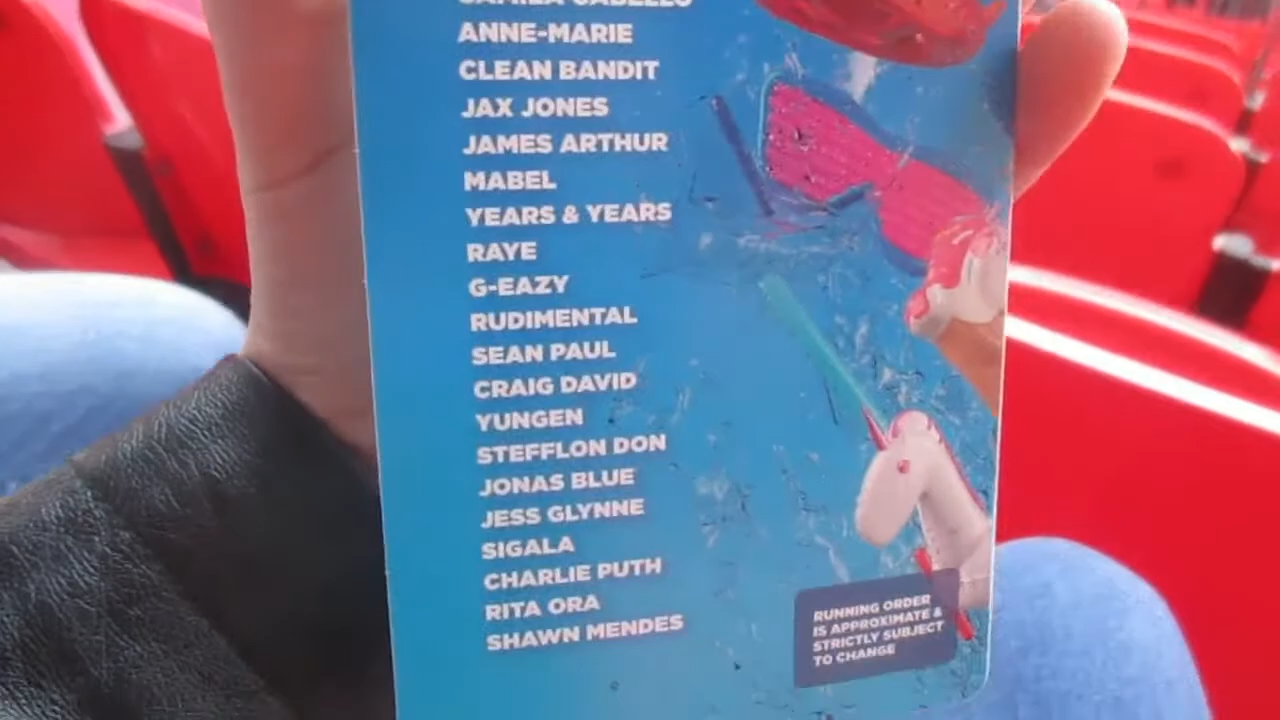 CAMILA CABELLO
ANNE-MARIE
CLEAN BANDIT
JAX JONES
JAMES ARTHUR
MABEL
YEARS & YEARS
RAYE
G-EAZY
RUDIMENTAL
SEAN PAUL
CRAIG DAVID
YUNGEN
STEFFLON DON
JONAS BLUE
JESS GLYNNE
SIGALA
CHARLIE PUTH
RITA ORA
SHAWN MENDES
RUNNING ORDER
IS APPROXIMATE &
STRICTLY SUBJECT
TO CHANGE